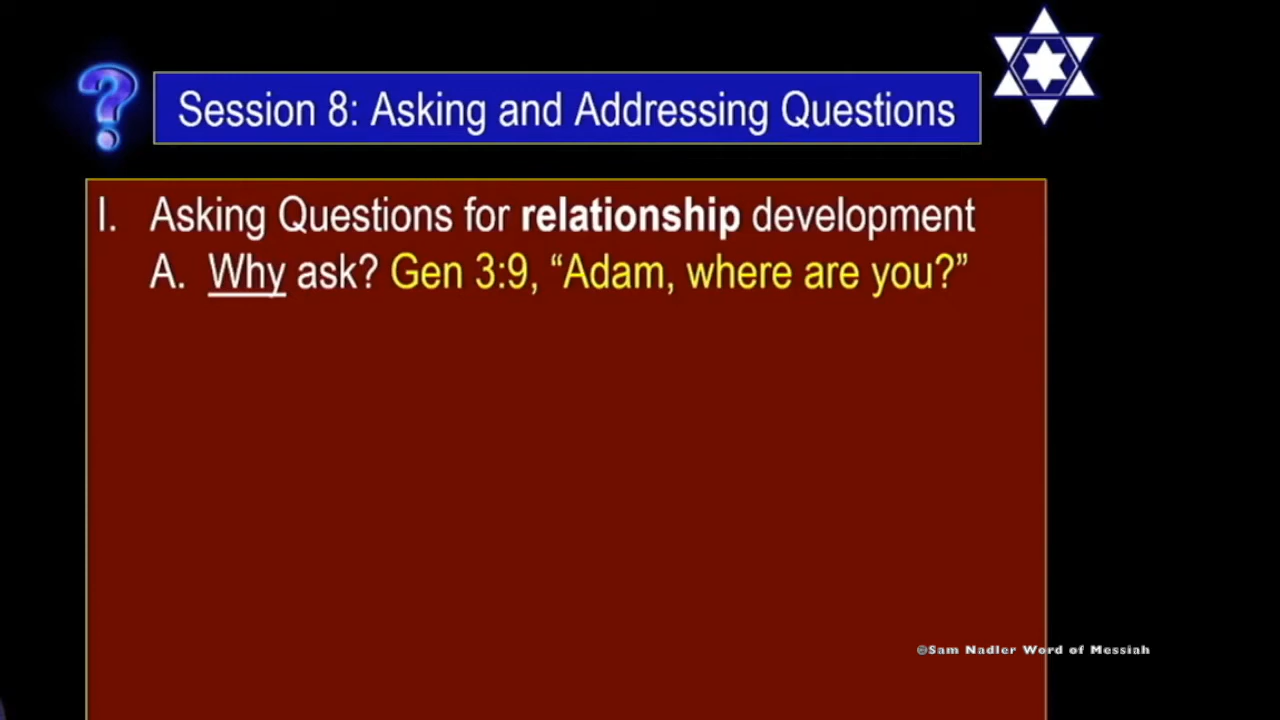 Session 8: Asking and Addressing Questions
I. Asking Questions for relationship development
A. Why ask? Gen 3:9, “Adam, where are you?”
©Sam Nadler Word of Messiah